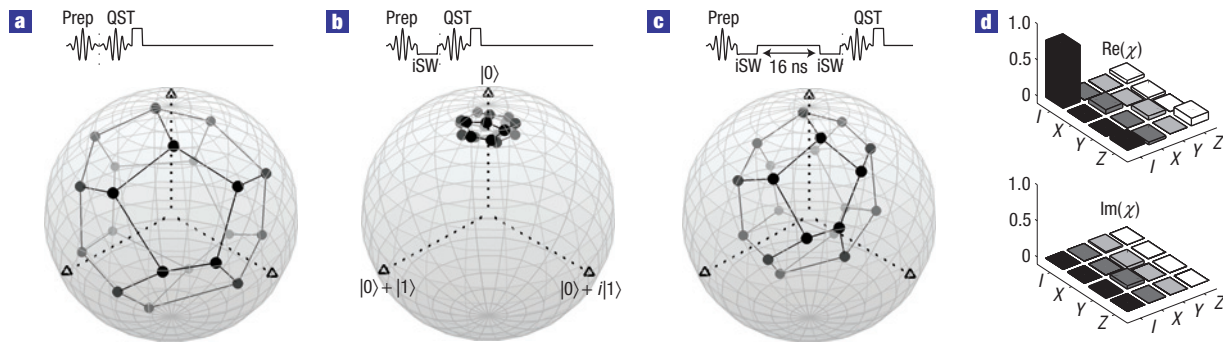 a
Prep QST
b
Prep QST
iSW
|0⟩
|0⟩ + |1⟩
|0⟩ + i|1⟩
c
Prep QST
iSW 16 ns iSW
d
1.0
0.5
0
Re(χ)
I X Y Z
I X Y Z
1.0
0.5
0
Im(χ)
I X Y Z
I X Y Z